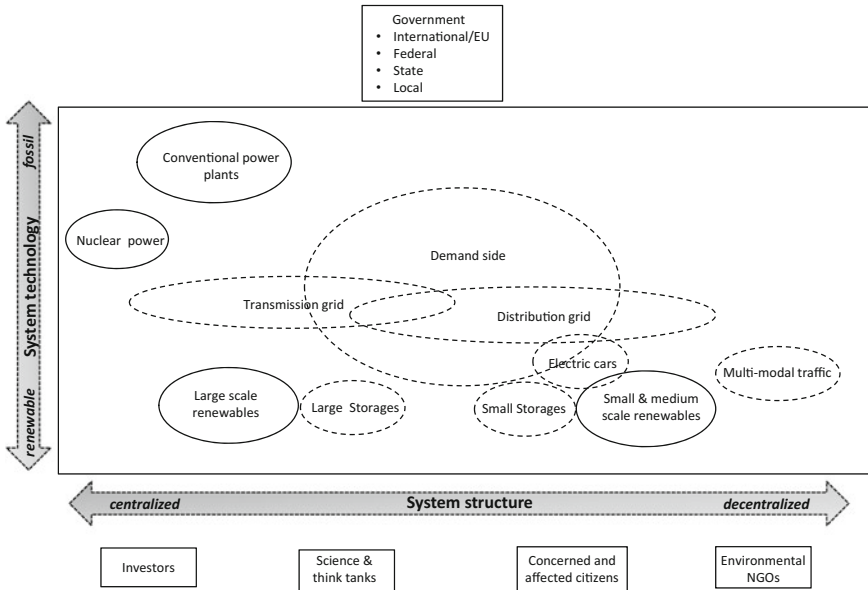 Government
• International/EU
• Federal
• State
• Local
fossil
System technology
renewable
Conventional power
plants
Nuclear power
Demand side
Transmission grid
Distribution grid
Electric cars
Multi-modal traffic
Large scale
renewables
Large Storages
Small Storages
Small & medium
scale renewables
centralized
System structure
decentralized
Investors
Science &
think tanks
Concerned and
affected citizens
Environmental
NGOs